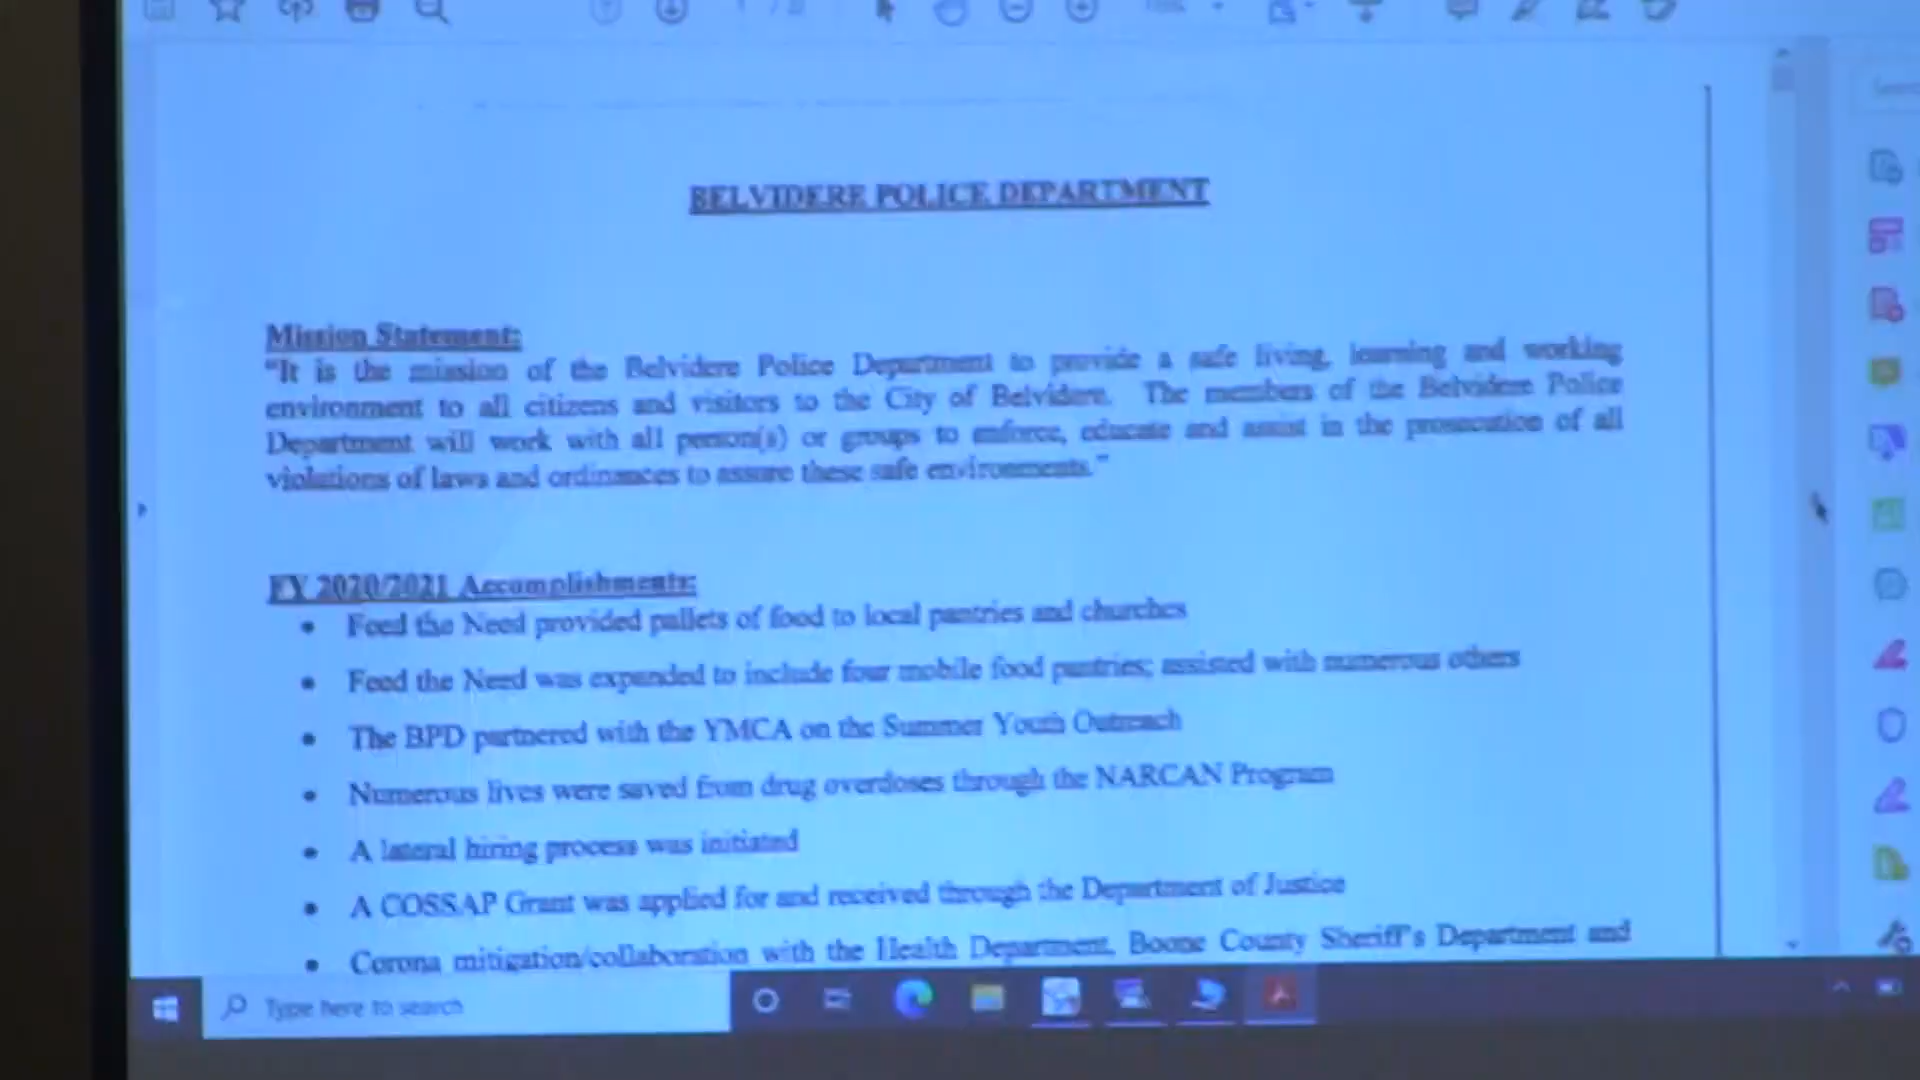 BELVIDERE POLICE DEPARTMENT
Mission Statement:
"It is the mission of the Belvidere Police Department to provide a safe living, learning and working
environment to all citizens and visitors to the City of Belvidere. The members of the Belvidere Police
Department will work with all person(s) or groups to enforce, educate and assist in the prosecution of all
violations of laws and ordinances to assure these safe environments."
FY 2020/2021 Accomplishments:
• Feed the Need provided pallets of food to local pantries and churches
• Feed the Need was expanded to include four mobile food pantries; assisted with numerous others
• The BPD partnered with the YMCA on the Summer Youth Outreach
• Numerous lives were saved from drug overdoses through the NARCAN Program
• A lateral hiring process was initiated
• A COSSAP Grant was applied for and received through the Department of Justice
• Corona mitigation/collaboration with the Health Department, Boone County Sheriff's Department and
Type here to search